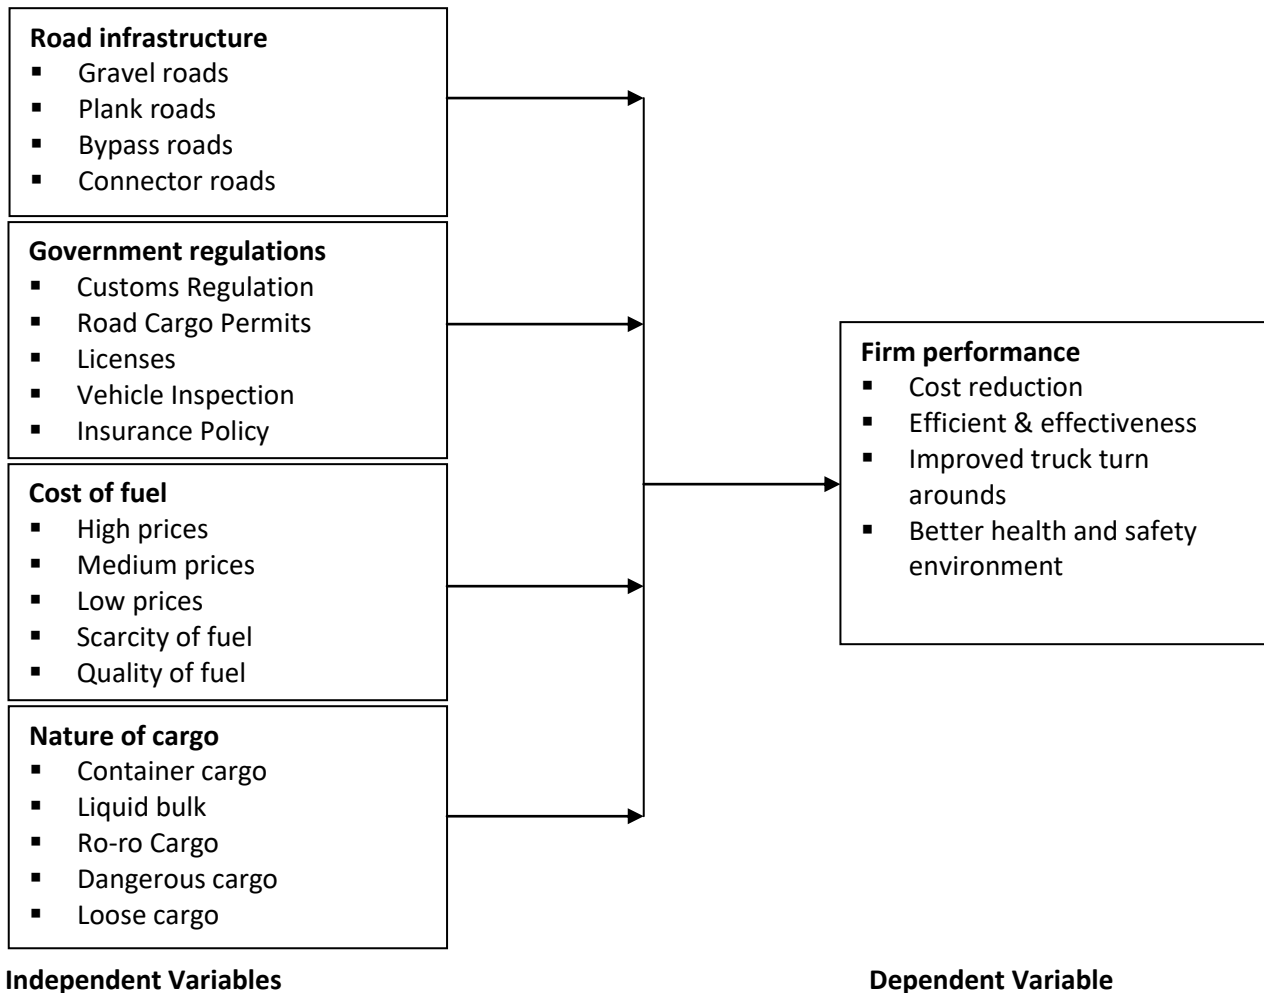 Road infrastructure
▪ Gravel roads
▪ Plank roads
▪ Bypass roads
▪ Connector roads
Government regulations
▪ Customs Regulation
▪ Road Cargo Permits
▪ Licenses
▪ Vehicle Inspection
▪ Insurance Policy
Cost of fuel
▪ High prices
▪ Medium prices
▪ Low prices
▪ Scarcity of fuel
▪ Quality of fuel
Nature of cargo
▪ Container cargo
▪ Liquid bulk
▪ Ro-ro Cargo
▪ Dangerous cargo
▪ Loose cargo
Firm performance
▪ Cost reduction
▪ Efficient & effectiveness
▪ Improved truck turn
arounds
▪ Better health and safety
environment
Independent Variables
Dependent Variable